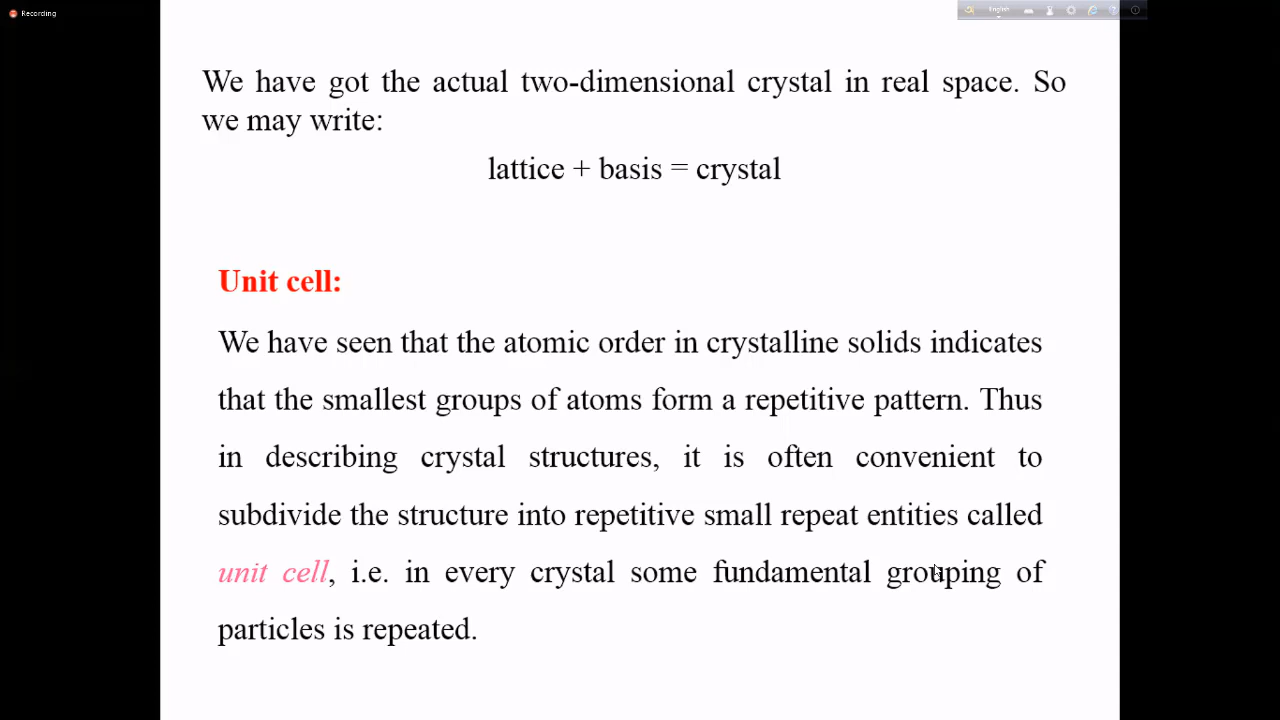 Recording
English
We have got the actual two-dimensional crystal in real space. So
we may write:
lattice + basis = crystal
Unit cell:
We have seen that the atomic order in crystalline solids indicates
that the smallest groups of atoms form a repetitive pattern. Thus
in describing crystal structures, it is often convenient to
subdivide the structure into repetitive small repeat entities called
unit cell, i.e. in every crystal some fundamental grouping of
particles is repeated.